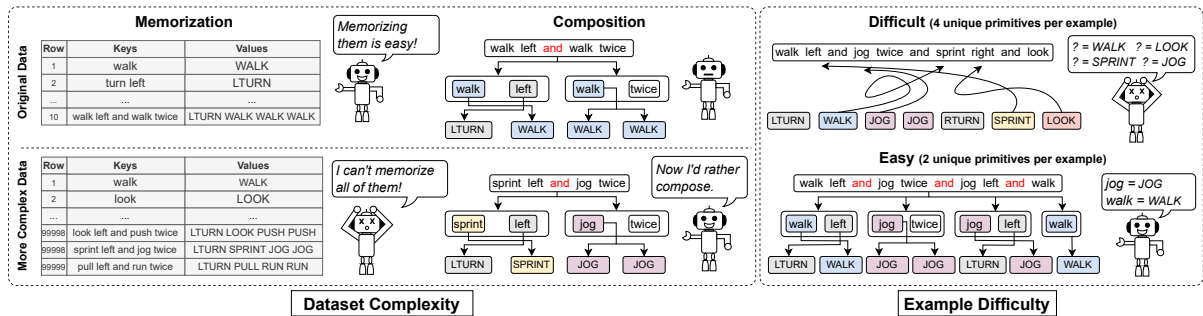 Memorization
Original Data
Row Keys Values
1 walk WALK
2 turn left LTURN
... ... ...
10 walk left and walk twice LTURN WALK WALK WALK
Memorizing
them is easy!
Composition
walk left and walk twice
walk left walk twice
LTURN WALK WALK WALK
More Complex Data
Row Keys Values
1 walk WALK
2 look LOOK
... ... ...
99998 look left and push twice LTURN LOOK PUSH PUSH
99998 sprint left and jog twice LTURN SPRINT JOG JOG
99999 pull left and run twice LTURN PULL RUN RUN
I can't memorize
all of them!
sprint left and jog twice
sprint left jog twice
LTURN SPRINT JOG JOG
Now I'd rather
compose.
Dataset Complexity
Difficult (4 unique primitives per example)
walk left and jog twice and sprint right and look
? = WALK ? = LOOK
? = SPRINT ? = JOG
LTURN WALK JOG JOG RTURN SPRINT LOOK
Easy (2 unique primitives per example)
walk left and jog twice and jog left and walk
jog = JOG
walk = WALK
walk left jog twice jog left walk
LTURN WALK JOG JOG LTURN JOG WALK
Example Difficulty